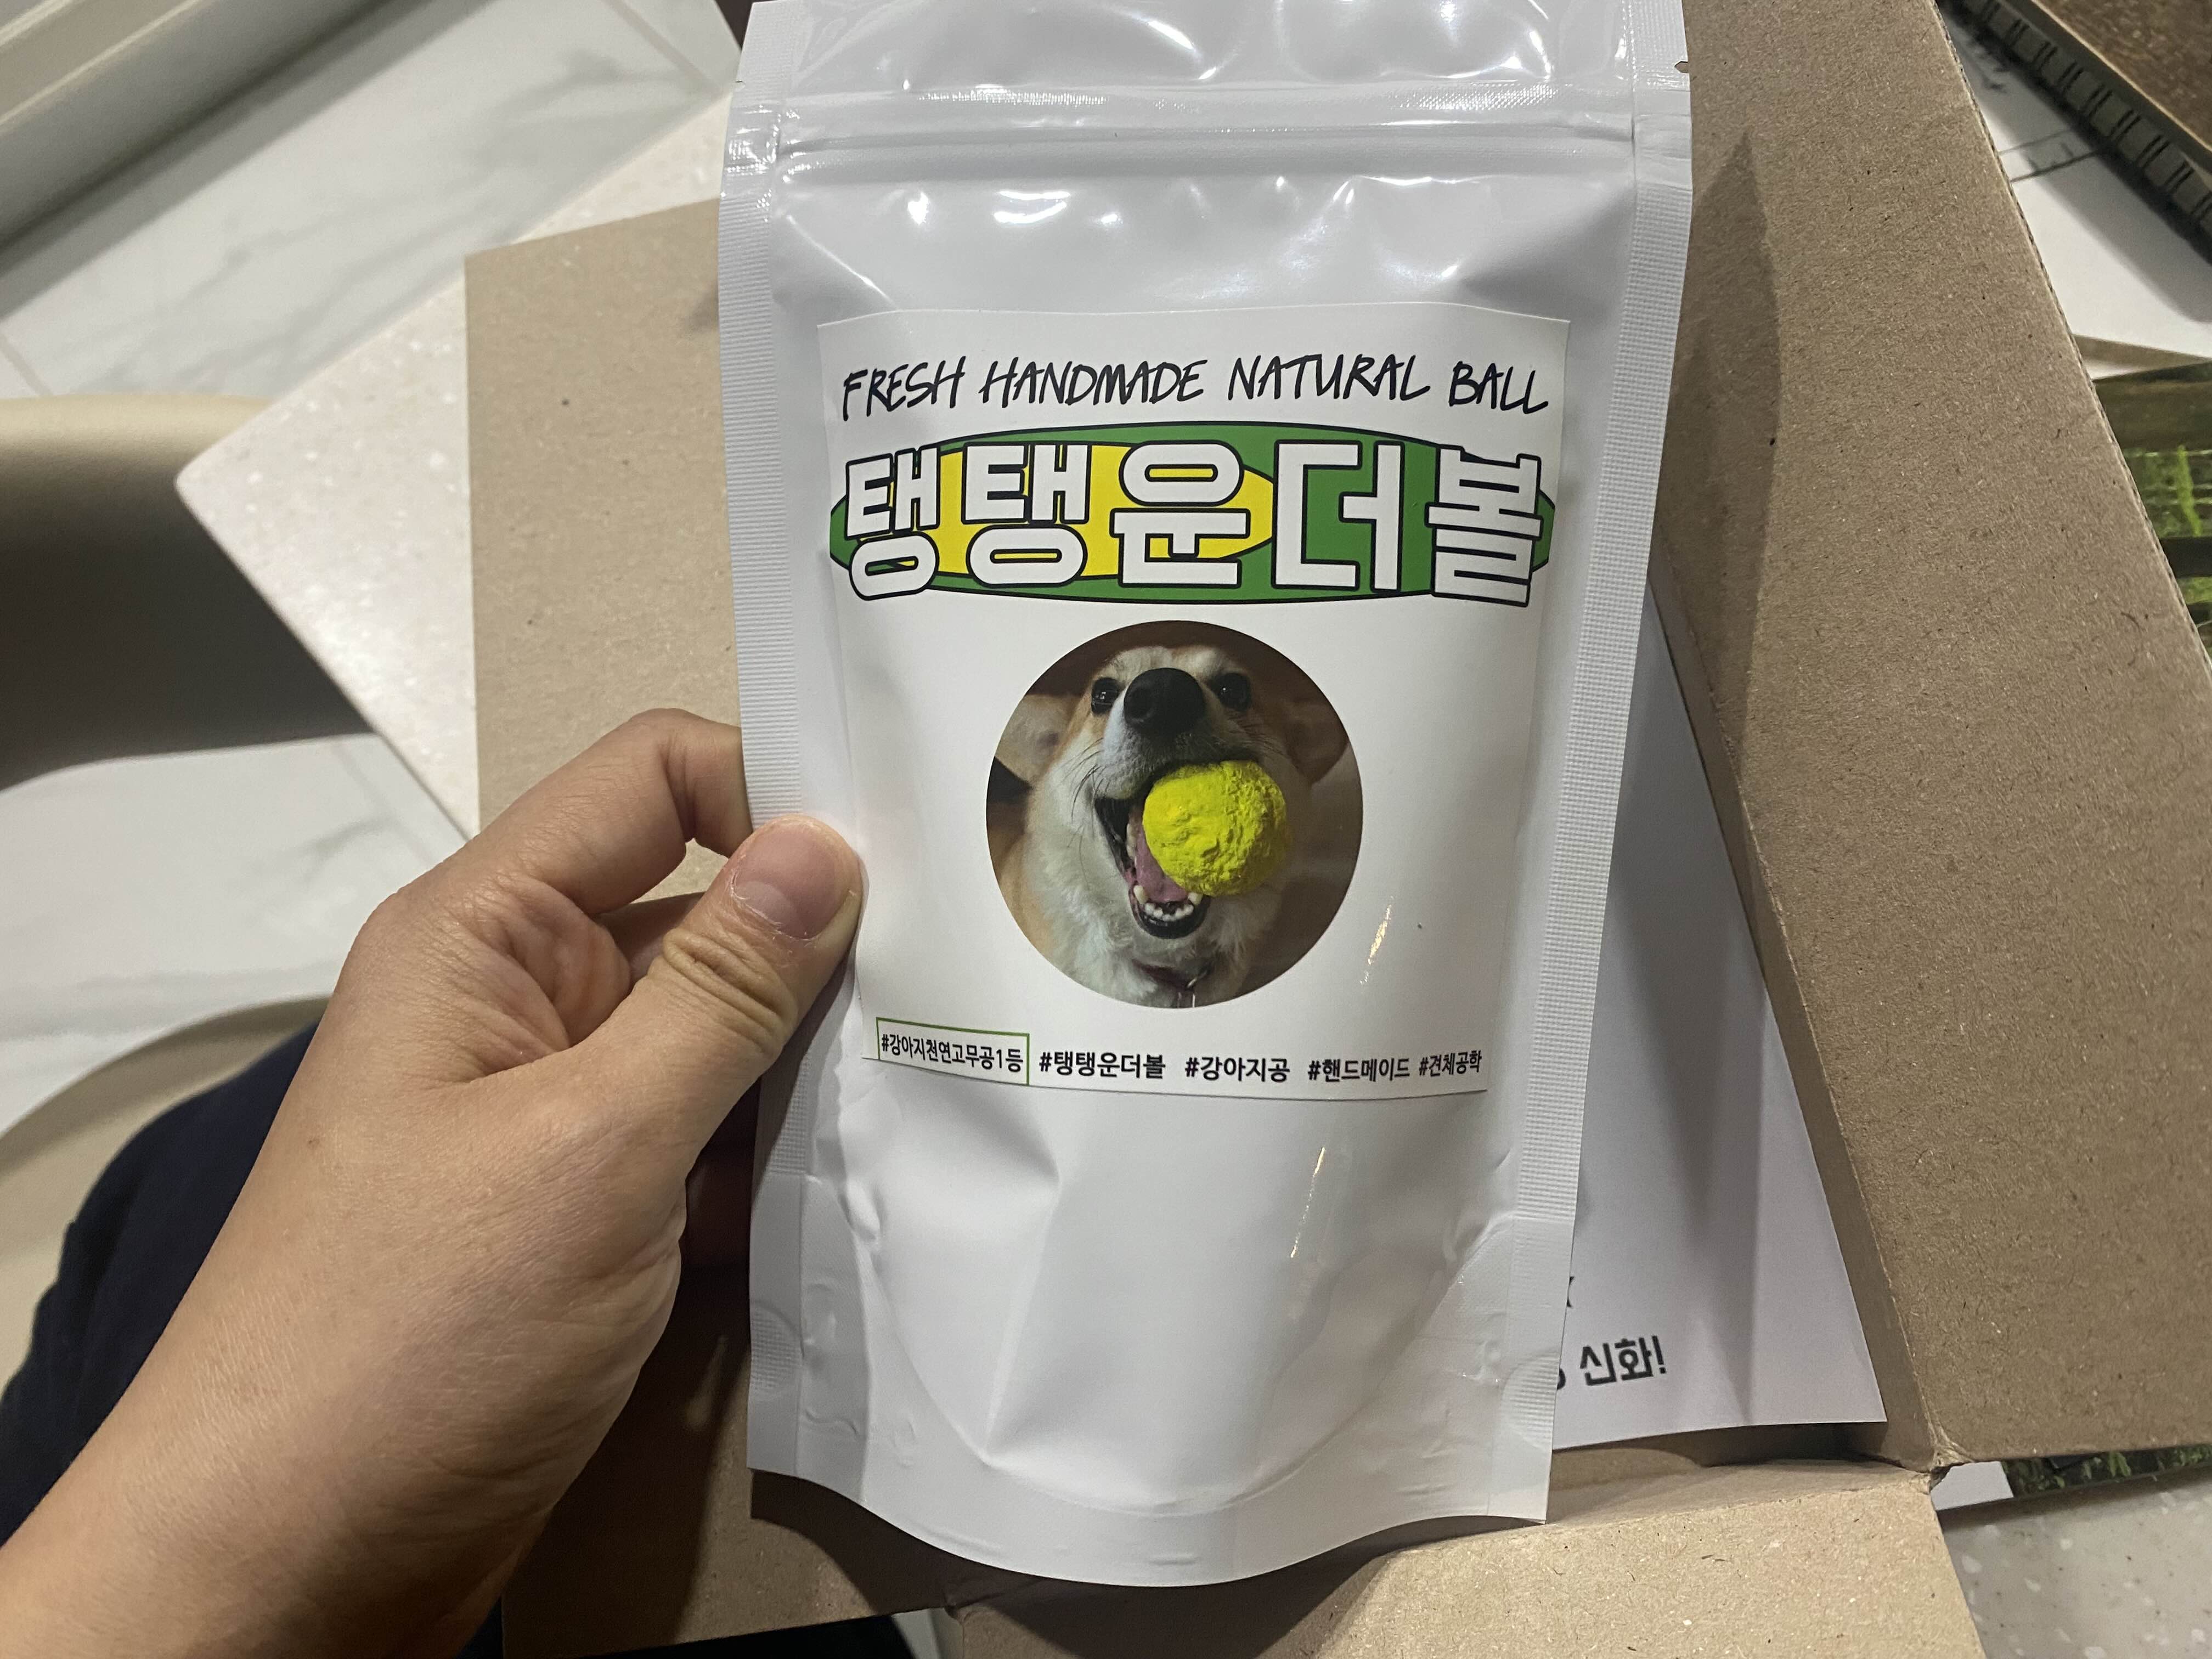 FRESH HANDMADE NATURAL BALL
탱탱운더볼
#강아지천연고무공1등 #탱탱운더볼 #강아지공 #핸드메이드 #견체공학
신화!